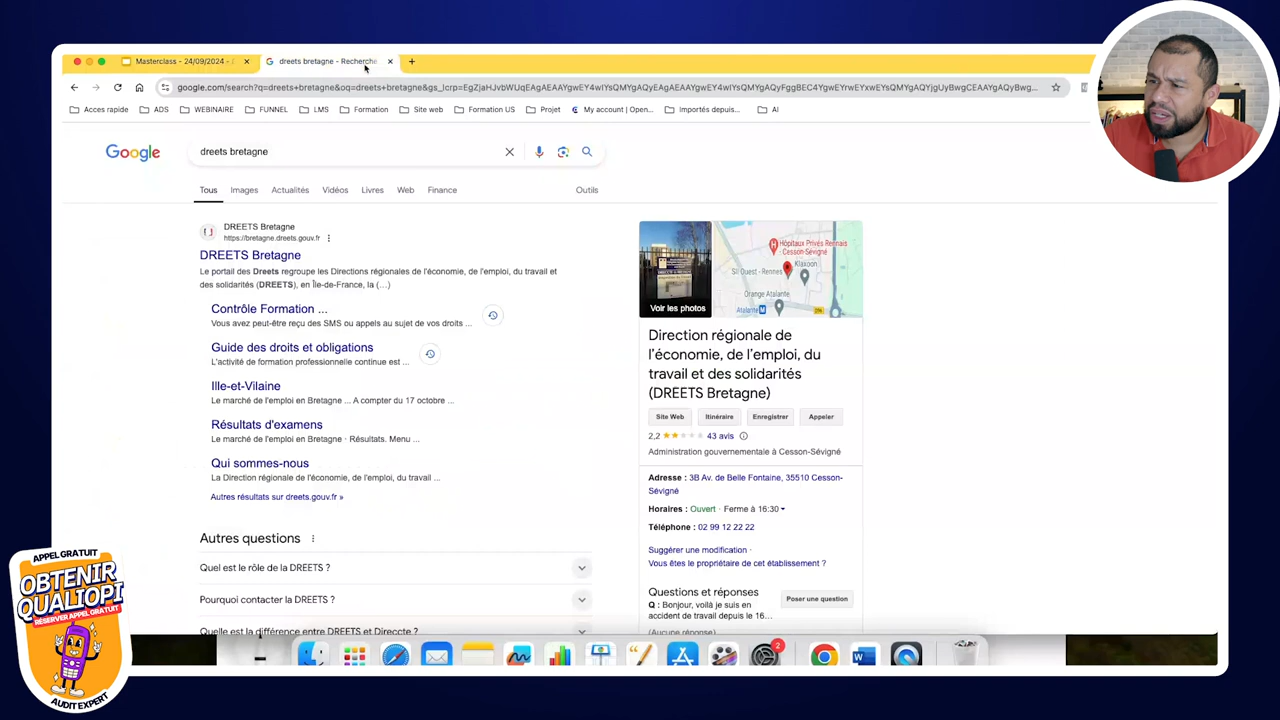 Masterclass - 24/09/2024 -
dreets bretagne - Recherche
google.com/search?q=dreets+bretagne&oq=dreets+bretagne&gs_lcrp=
Acces rapide
ADS
WEBINAIRE
FUNNEL
LMS
Formation
Site web
Formation US
Projet
My account | Open...
Importés depuis...
AI
Google
dreets bretagne
Tous
Images
Actualités
Vidéos
Livres
Web
Finance
Outils
DREETS Bretagne
https://bretagne.dreets.gouv.fr
DREETS Bretagne
Le portail des Dreets regroupe les Directions régionales de l'économie, de l'emploi, du travail et
des solidarités (DREETS), en Île-de-France, la (…)
Contrôle Formation ...
Vous avez peut-être reçu des SMS ou appels au sujet de vos droits ...
Guide des droits et obligations
L'activité de formation professionnelle continue est ...
Ille-et-Vilaine
Le marché de l'emploi en Bretagne ... A compter du 17 octobre ...
Résultats d'examens
Le marché de l'emploi en Bretagne · Résultats. Menu ...
Qui sommes-nous
La Direction régionale de l'économie, de l'emploi, du travail ...
Autres résultats sur dreets.gouv.fr »
Autres questions
Quel est le rôle de la DREETS ?
Pourquoi contacter la DREETS ?
Quelle est la différence entre DREETS et Direccte ?
Voir les photos
Hôpitaux Privés Rennais
Cesson-Sévigné
Klaxoon
Sil Ouest - Rennes
Orange Atalante
Atalante
Direction régionale de
l'économie, de l'emploi, du
travail et des solidarités
(DREETS Bretagne)
Site Web
Itinéraire
Enregistrer
Appeler
2,2
43 avis
Administration gouvernementale à Cesson-Sévigné
Adresse : 3B Av. de Belle Fontaine, 35510 Cesson-
Sévigné
Horaires : Ouvert · Ferme à 16:30
Téléphone : 02 99 12 22 22
Suggérer une modification ·
Vous êtes le propriétaire de cet établissement ?
Questions et réponses
Q : Bonjour, voilà je suis en
accident de travail depuis le 16...
(Aucune réponse)
Poser une question
2
APPEL GRATUIT
OBTENIR
QUALIOPI
RÉSERVER APPEL GRATUIT
AUDIT EXPERT